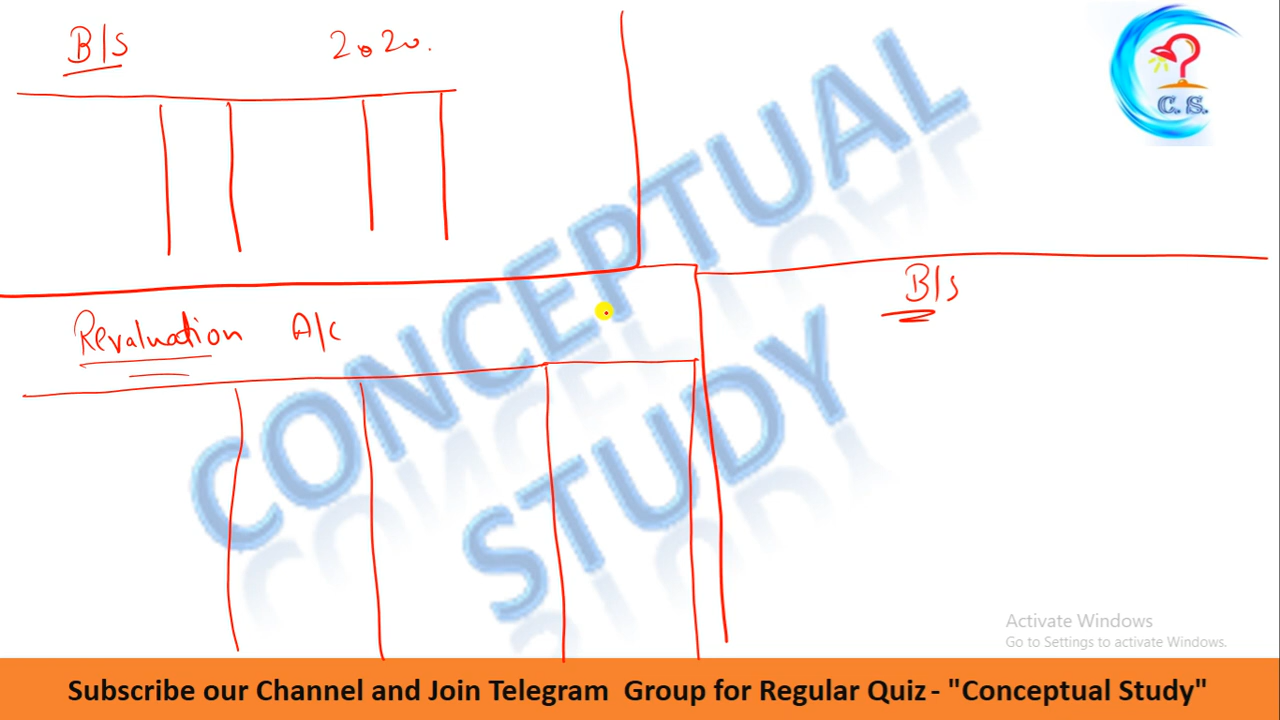 B/S 2020.
C. S.
CONCEPTUAL
STUDY
Revaluation A/c
B/s
Activate Windows
Go to Settings to activate Windows.
Subscribe our Channel and Join Telegram Group for Regular Quiz - "Conceptual Study"